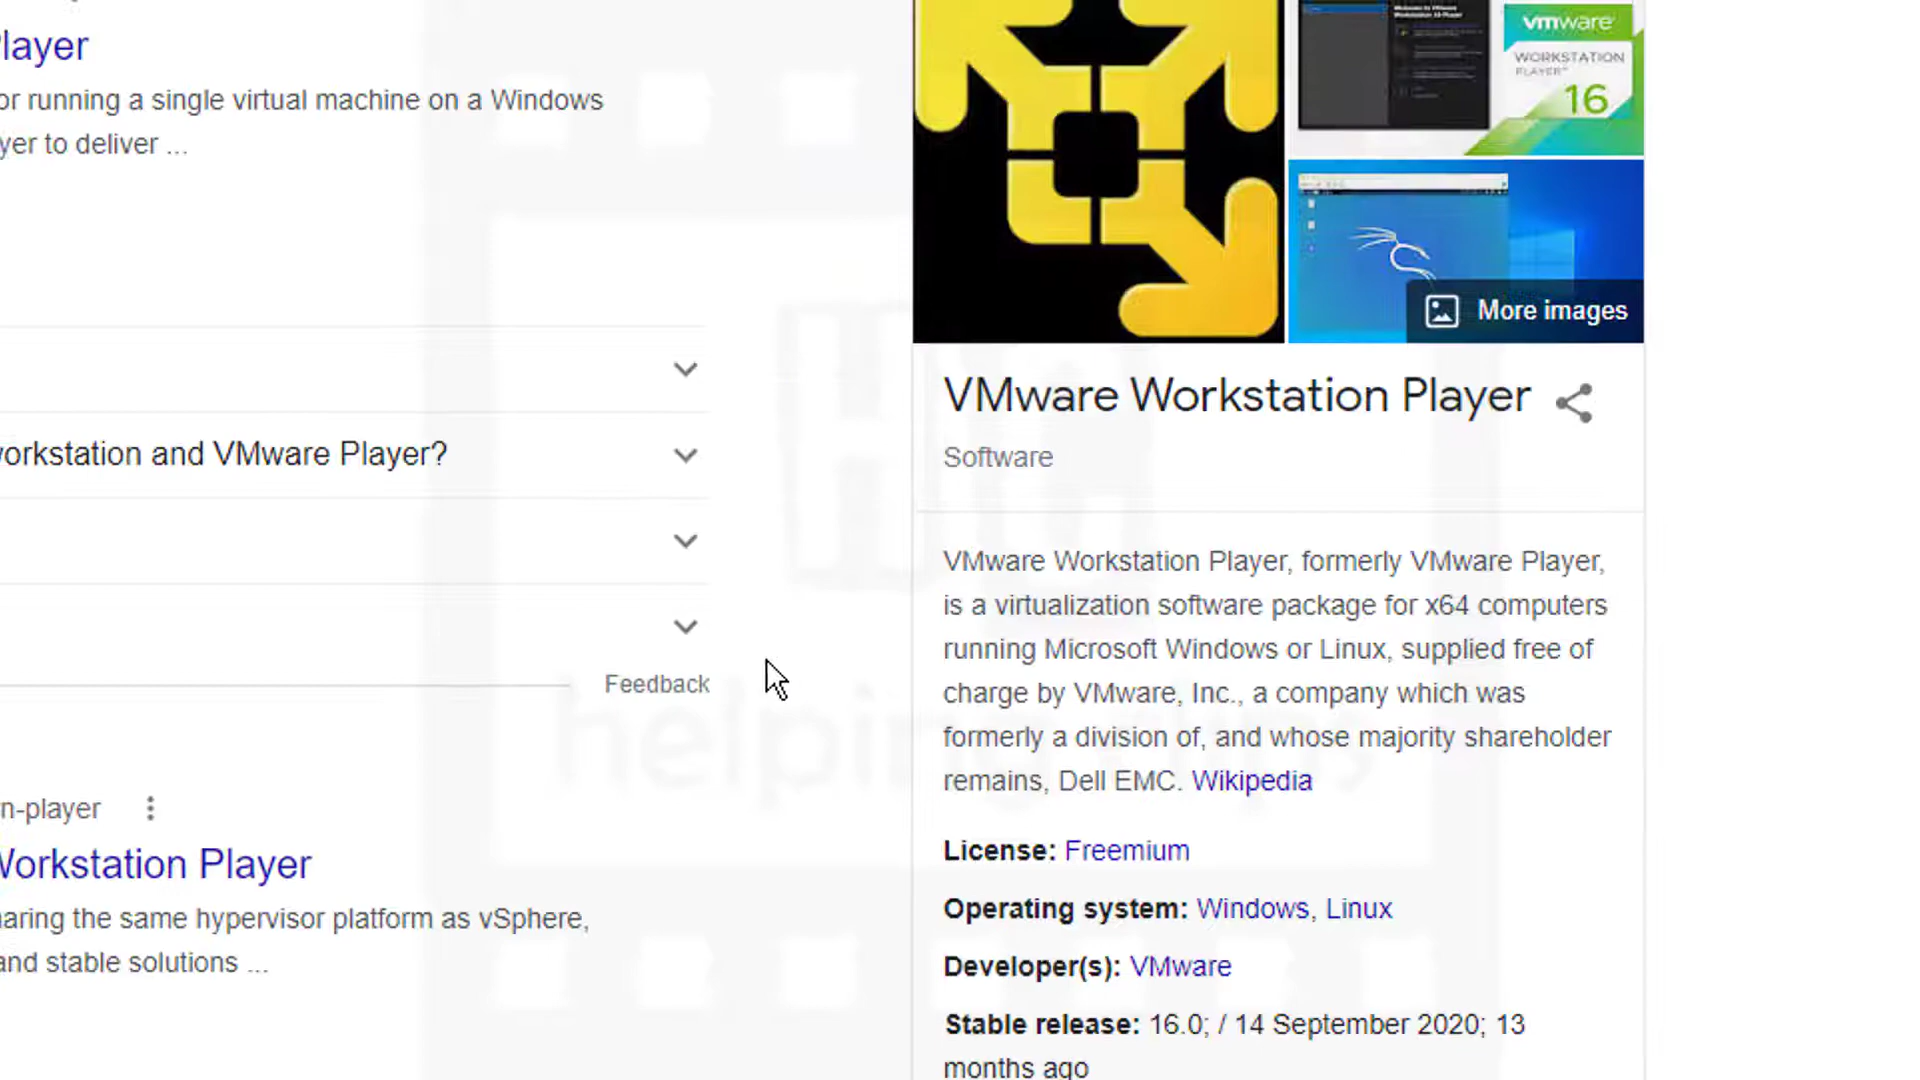 Player
or running a single virtual machine on a Windows
yer to deliver ...
orkstation and VMware Player?
Feedback
n-player
Workstation Player
aring the same hypervisor platform as vSphere,
and stable solutions ...
vmware
WORKSTATION
PLAYER
16
More images
VMware Workstation Player
Software
VMware Workstation Player, formerly VMware Player,
is a virtualization software package for x64 computers
running Microsoft Windows or Linux, supplied free of
charge by VMware, Inc., a company which was
formerly a division of, and whose majority shareholder
remains, Dell EMC. Wikipedia
License: Freemium
Operating system: Windows, Linux
Developer(s): VMware
Stable release: 16.0; / 14 September 2020; 13
months ago